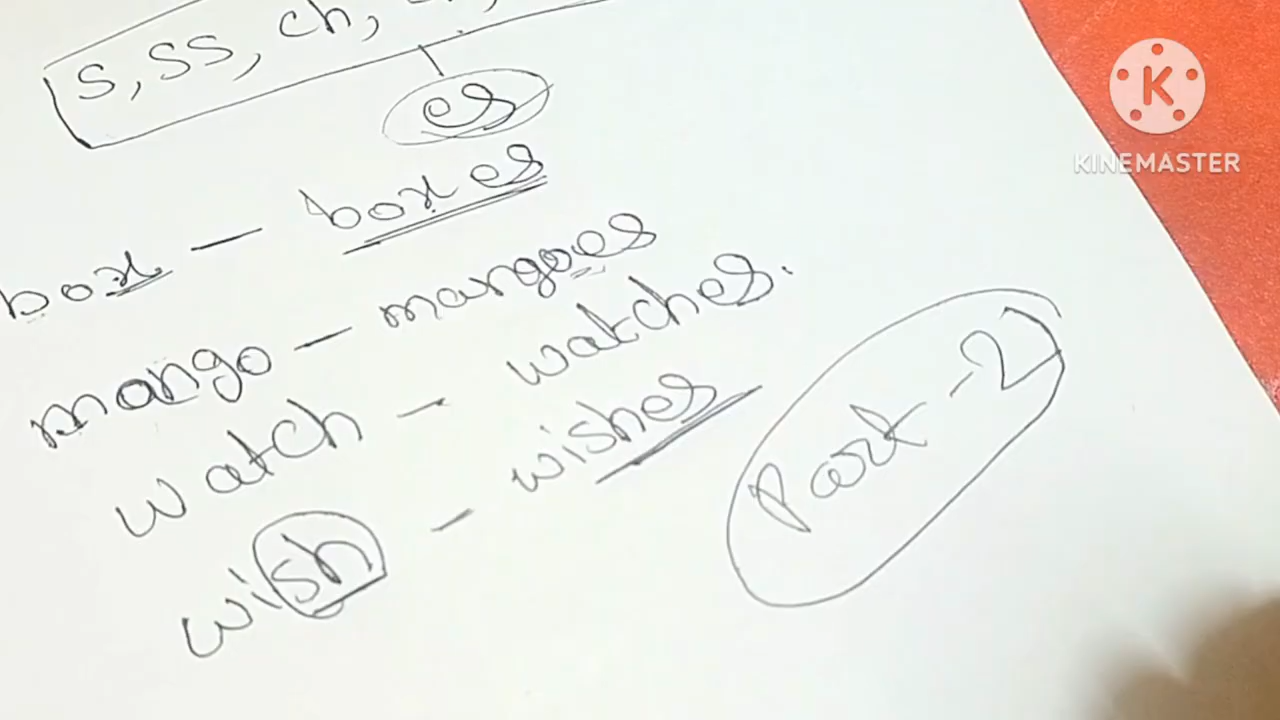 S, SS, ch,
es
box — boxes
mango — mangoes
watch — watches.
wish — wishes
Part-2
KINEMASTER